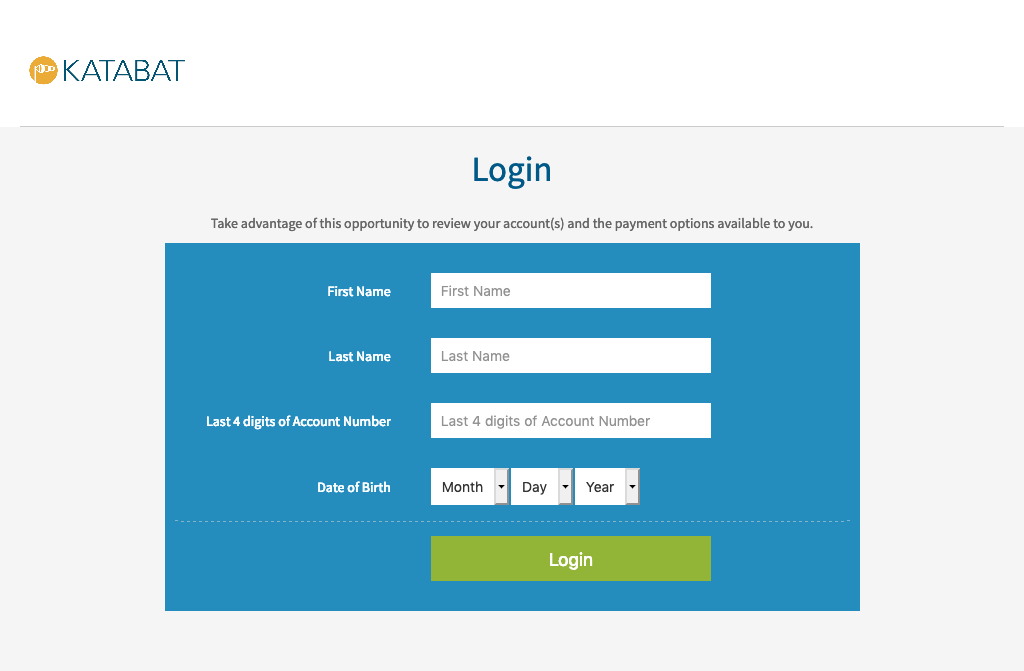 KATABAT
Login
Take advantage of this opportunity to review your account(s) and the payment options available to you.
First Name
First Name
Last Name
Last Name
Last 4 digits of Account Number
Last 4 digits of Account Number
Date of Birth
Month Day Year
Login